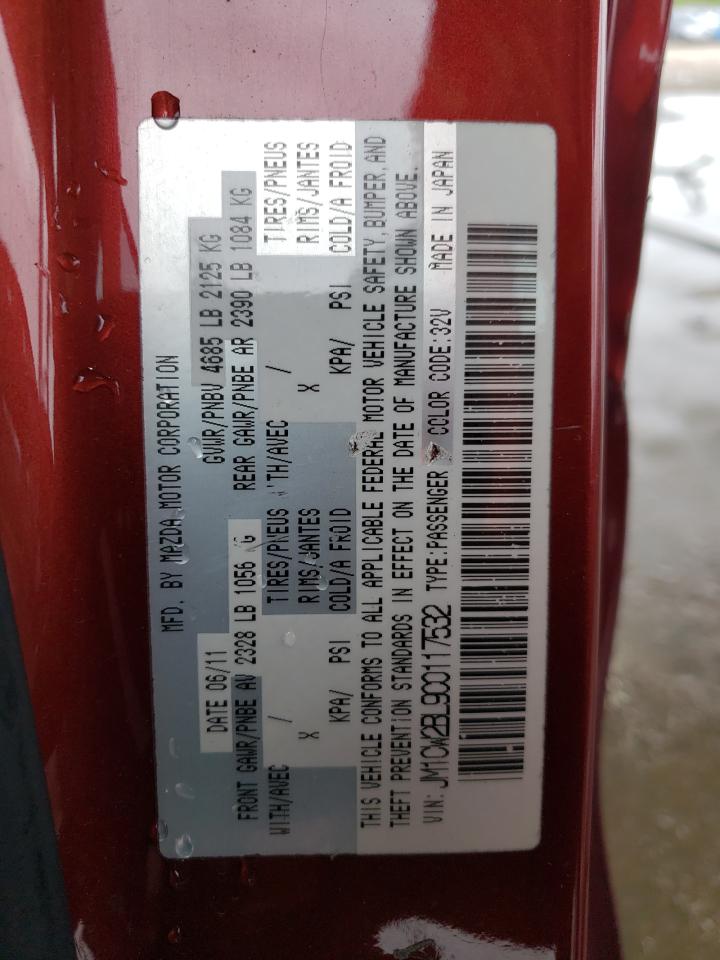 MFD. BY MAZDA MOTOR CORPORATION
DATE 06/11 GVWR/PNBV 4685 LB 2125 KG
FRONT GAWR/PNBE AV 2328 LB 1056 KG REAR GAWR/PNBE AR 2390 LB 1084 KG
WITH/AVEC / TIRES/PNEUS WITH/AVEC / TIRES/PNEUS
X RIMS/JANTES X RIMS/JANTES
KPA/ PSI COLD/A FROID KPA/ PSI COLD/A FROID
THIS VEHICLE CONFORMS TO ALL APPLICABLE FEDERAL MOTOR VEHICLE SAFETY, BUMPER, AND
THEFT PREVENTION STANDARDS IN EFFECT ON THE DATE OF MANUFACTURE SHOWN ABOVE.
VIN: JM1CW2BL9C0117532 TYPE:PASSENGER COLOR CODE:32V MADE IN JAPAN